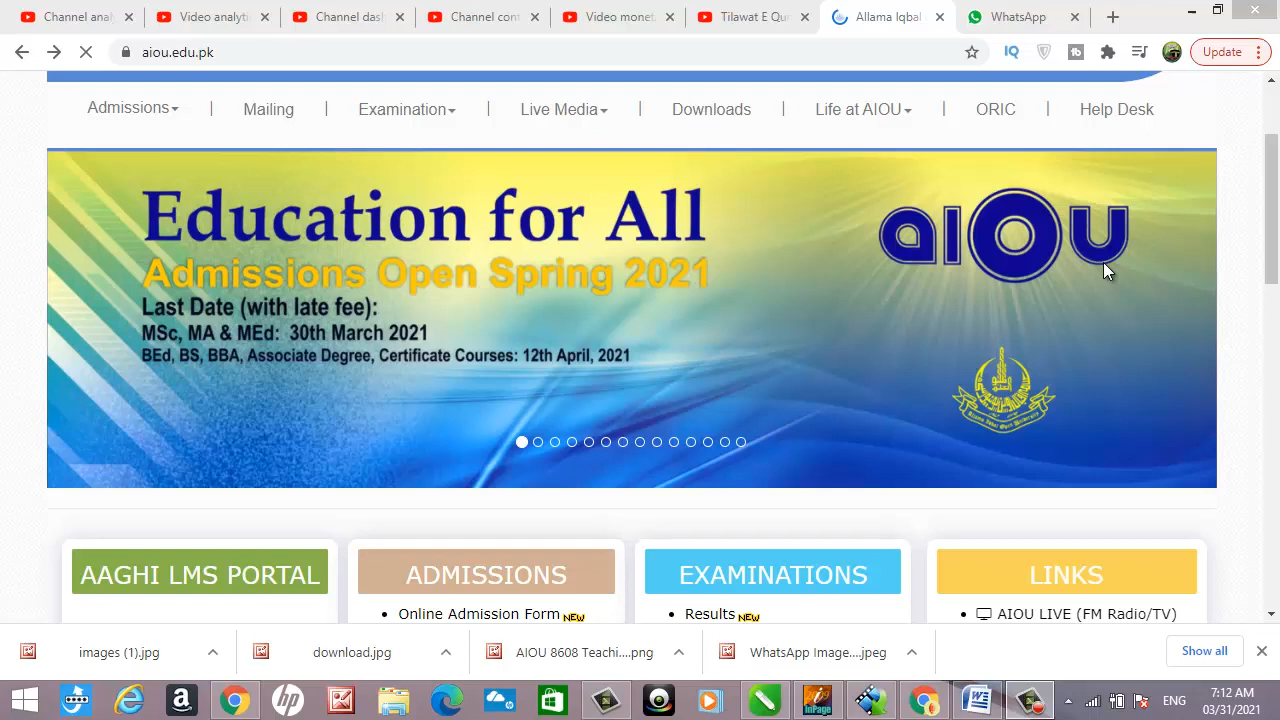 Channel analy
Video analyti
Channel dash
Channel cont
Video monet
Tilawat E Qur
Allama Iqbal
WhatsApp
aiou.edu.pk
IQ
tb
Update
Admissions
Mailing
Examination
Live Media
Downloads
Life at AIOU
ORIC
Help Desk
Education for All
Admissions Open Spring 2021
Last Date (with late fee):
MSc, MA & MEd: 30th March 2021
BEd, BS, BBA, Associate Degree, Certificate Courses: 12th April, 2021
aiou
AAGHI LMS PORTAL
ADMISSIONS
EXAMINATIONS
LINKS
Online Admission Form NEW
Results NEW
AIOU LIVE (FM Radio/TV)
images (1).jpg
download.jpg
AIOU 8608 Teachi....png
WhatsApp Image....jpeg
Show all
hp
InPage
ENG
7:12 AM
03/31/2021